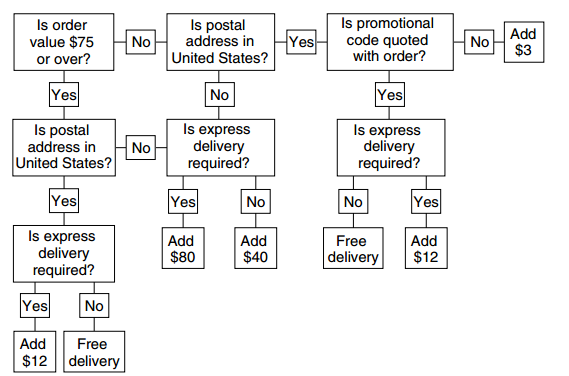 Is order
value $75
or over?
No
Is postal
address in
United States?
Yes
Is promotional
code quoted
with order?
No
Add
$3
Yes
No
Yes
Is postal
address in
United States?
No
Is express
delivery
required?
Is express
delivery
required?
Yes
Yes
No
No
Yes
Is express
delivery
required?
Add
$80
Add
$40
Free
delivery
Add
$12
Yes
No
Add
$12
Free
delivery